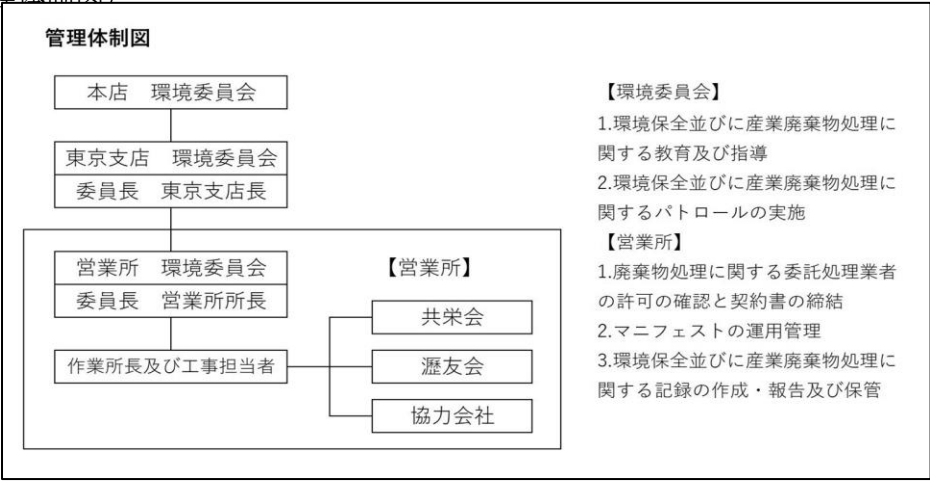 管理体制図
本店 環境委員会
東京支店 環境委員会
委員長 東京支店長
営業所 環境委員会
委員長 営業所所長
作業所長及び工事担当者
【営業所】
共栄会
瀝友会
協力会社
【環境委員会】
1.環境保全並びに産業廃棄物処理に
関する教育及び指導
2.環境保全並びに産業廃棄物処理に
関するパトロールの実施
【営業所】
1.廃棄物処理に関する委託処理業者
の許可の確認と契約書の締結
2.マニフェストの運用管理
3.環境保全並びに産業廃棄物処理に
関する記録の作成・報告及び保管